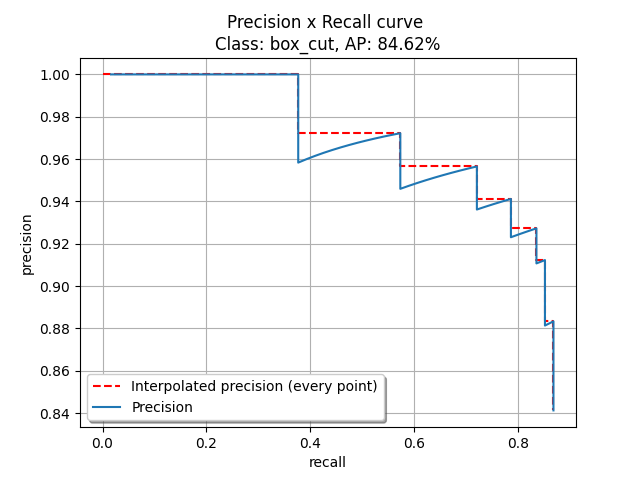 Precision x Recall curve
Class: box_cut, AP: 84.62%
1.00
0.98
0.96
0.94
0.92
0.90
0.88
0.86
0.84
precision
Interpolated precision (every point)
Precision
0.0 0.2 0.4 0.6 0.8
recall